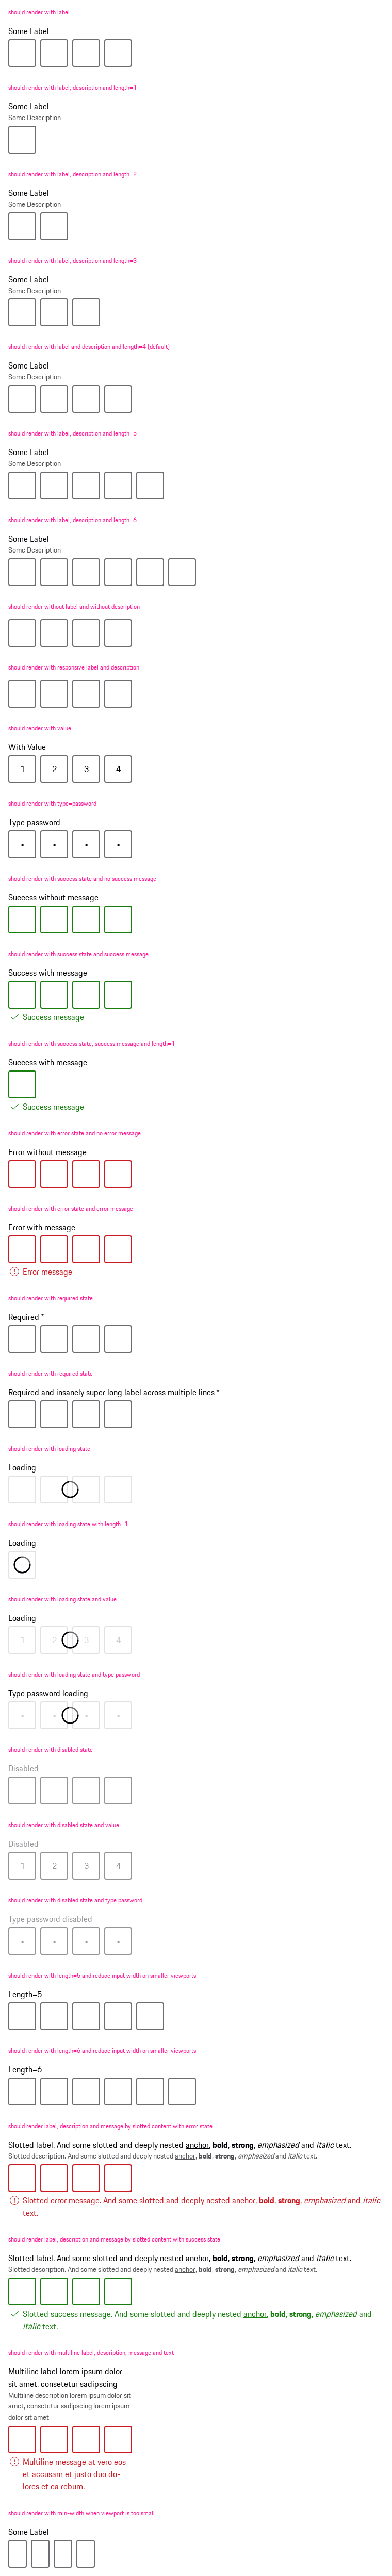 should render with label
Some Label
should render with label, description and length=1
Some Label
Some Description
should render with label, description and length=2
Some Label
Some Description
should render with label, description and length=3
Some Label
Some Description
should render with label and description and length=4 (default)
Some Label
Some Description
should render with label, description and length=5
Some Label
Some Description
should render with label, description and length=6
Some Label
Some Description
should render without label and without description
should render with responsive label and description
should render with value
With Value
1 2 3 4
should render with type=password
Type password
• • • •
should render with success state and no success message
Success without message
should render with success state and success message
Success with message
Success message
should render with success state, success message and length=1
Success with message
Success message
should render with error state and no error message
Error without message
should render with error state and error message
Error with message
Error message
should render with required state
Required *
should render with required state
Required and insanely super long label across multiple lines *
should render with loading state
Loading
should render with loading state with length=1
Loading
should render with loading state and value
Loading
1 2 3 4
should render with loading state and type password
Type password loading
• • • •
should render with disabled state
Disabled
should render with disabled state and value
Disabled
1 2 3 4
should render with disabled state and type password
Type password disabled
• • • •
should render with length=5 and reduce input width on smaller viewports
Length=5
should render with length=6 and reduce input width on smaller viewports
Length=6
should render label, description and message by slotted content with error state
Slotted label. And some slotted and deeply nested anchor, bold, strong, emphasized and italic text.
Slotted description. And some slotted and deeply nested anchor, bold, strong, emphasized and italic text.
Slotted error message. And some slotted and deeply nested anchor, bold, strong, emphasized and italic
text.
should render label, description and message by slotted content with success state
Slotted label. And some slotted and deeply nested anchor, bold, strong, emphasized and italic text.
Slotted description. And some slotted and deeply nested anchor, bold, strong, emphasized and italic text.
Slotted success message. And some slotted and deeply nested anchor, bold, strong, emphasized and
italic text.
should render with multiline label, description, message and text
Multiline label lorem ipsum dolor
sit amet, consetetur sadipscing
Multiline description lorem ipsum dolor sit
amet, consetetur sadipscing lorem ipsum
dolor sit amet
Multiline message at vero eos
et accusam et justo duo do-
lores et ea rebum.
should render with min-width when viewport is too small
Some Label